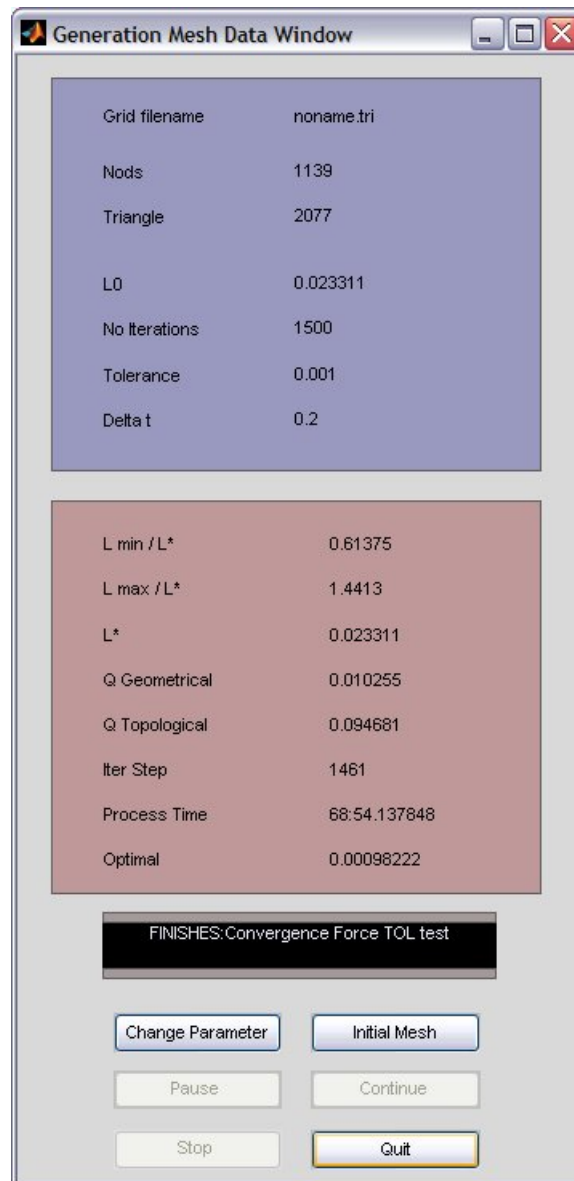 Generation Mesh Data Window
Grid filename noname.tri
Nods 1139
Triangle 2077
L0 0.023311
No Iterations 1500
Tolerance 0.001
Delta t 0.2
L min / L* 0.61375
L max / L* 1.4413
L* 0.023311
Q Geometrical 0.010255
Q Topological 0.094681
Iter Step 1461
Process Time 68:54.137848
Optimal 0.00098222
FINISHES:Convergence Force TOL test
Change Parameter Initial Mesh
Pause Continue
Stop Quit